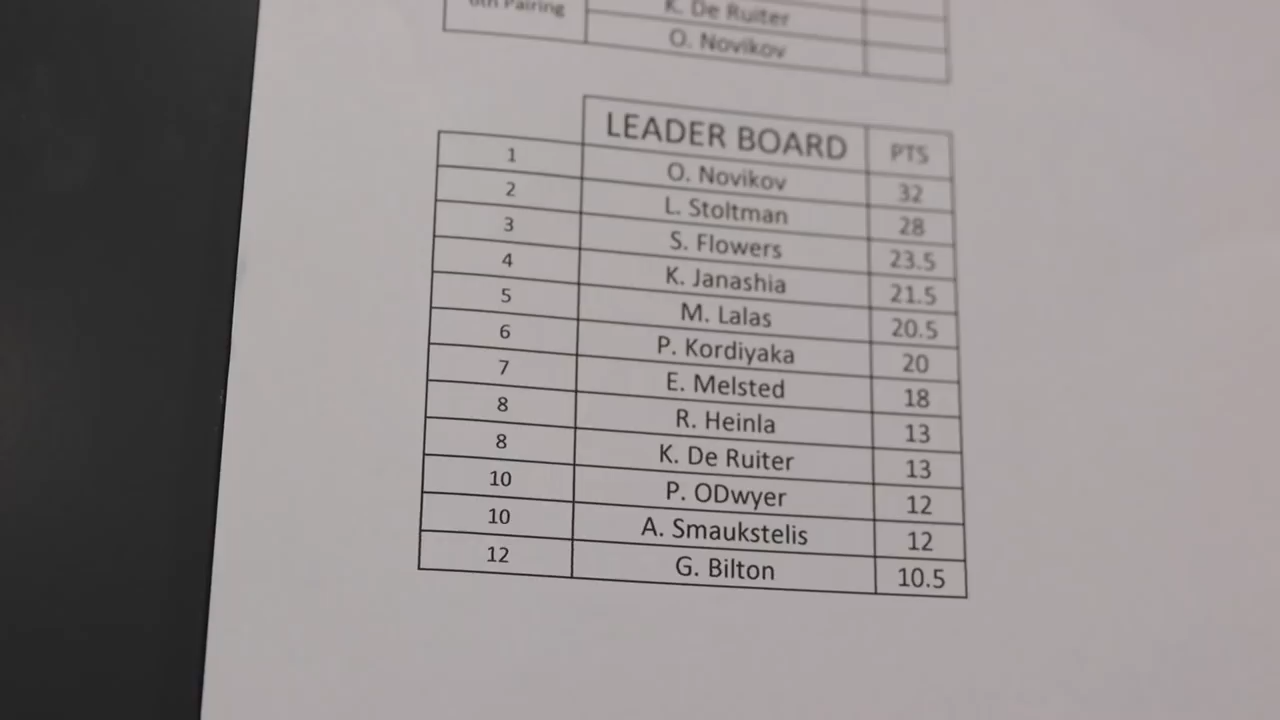 6th Pairing
K. De Ruiter
O. Novikov
LEADER BOARD PTS
1 O. Novikov 32
2 L. Stoltman 28
3 S. Flowers 23.5
4 K. Janashia 21.5
5 M. Lalas 20.5
6 P. Kordiyaka 20
7 E. Melsted 18
8 R. Heinla 13
8 K. De Ruiter 13
10 P. ODwyer 12
10 A. Smaukstelis 12
12 G. Bilton 10.5